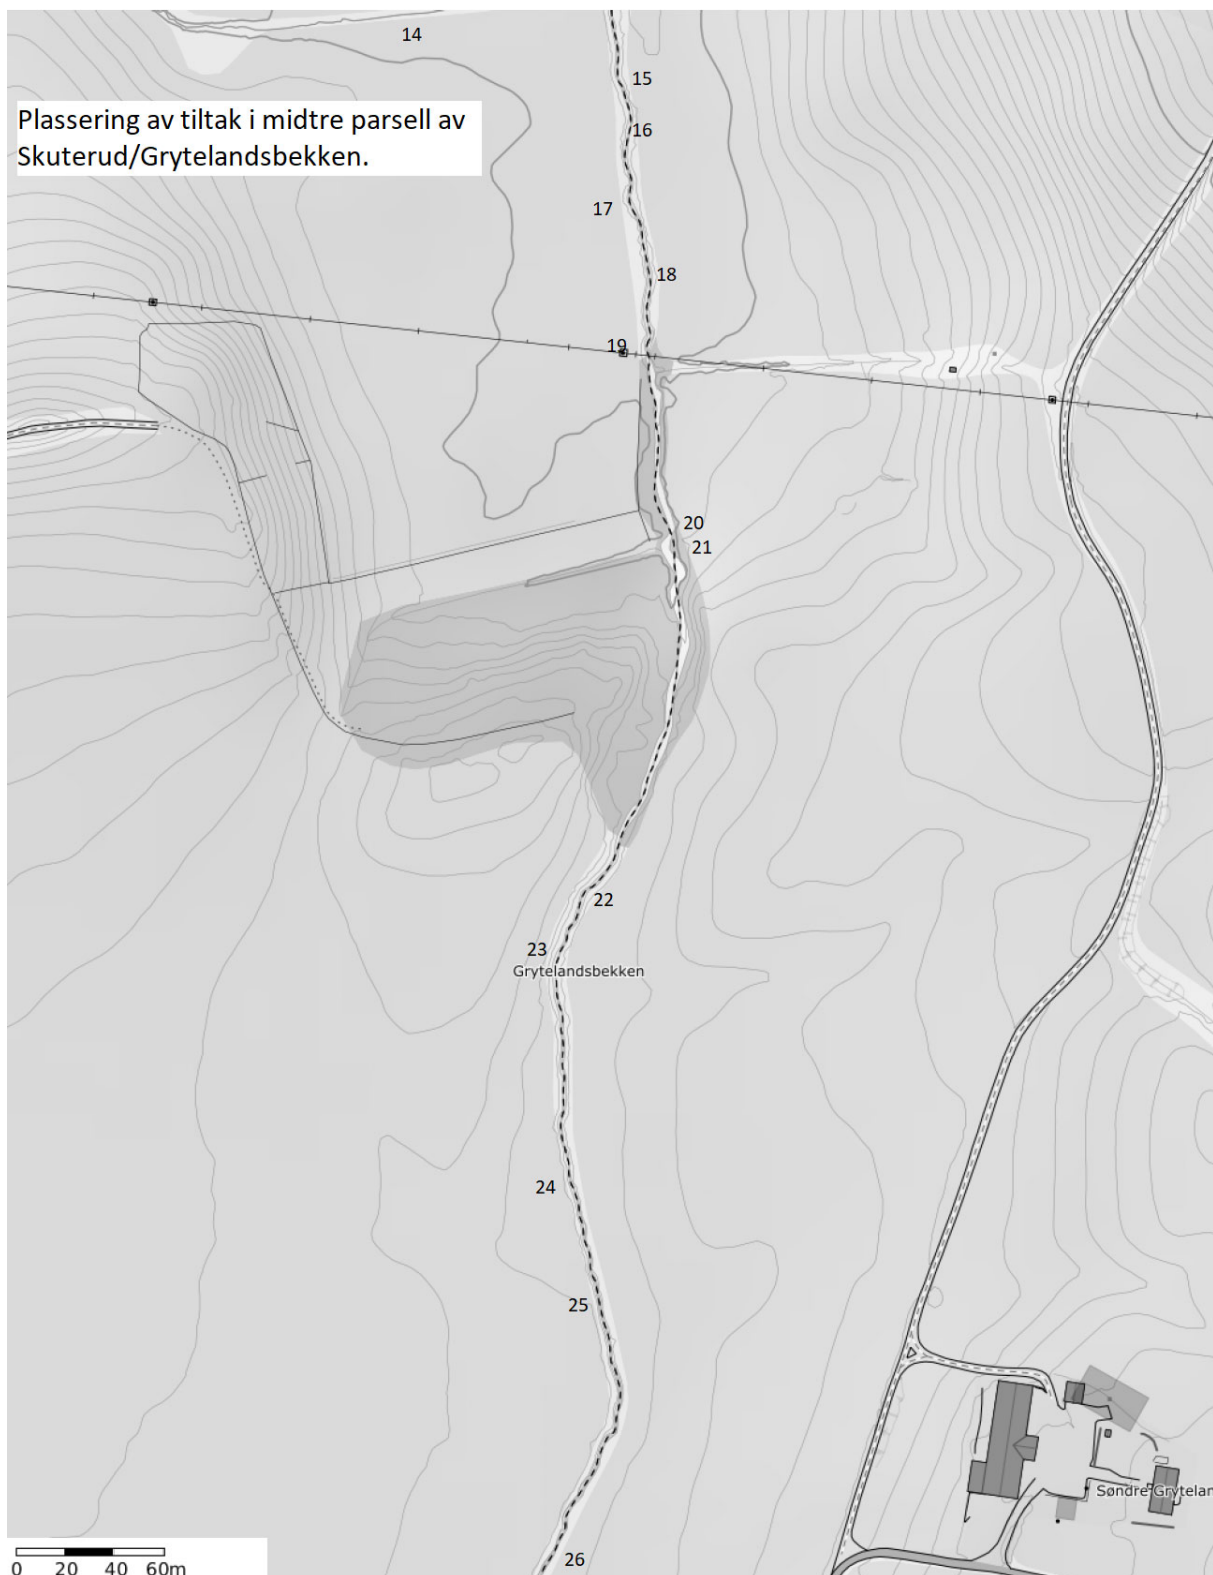 14
15
Plassering av tiltak i midtre parsell av
Skuterud/Grytelandsbekken.
16
17
18
19
20
21
22
23
Grytelandsbekken
24
25
Søndre Grytelan
26
0 20 40 60m